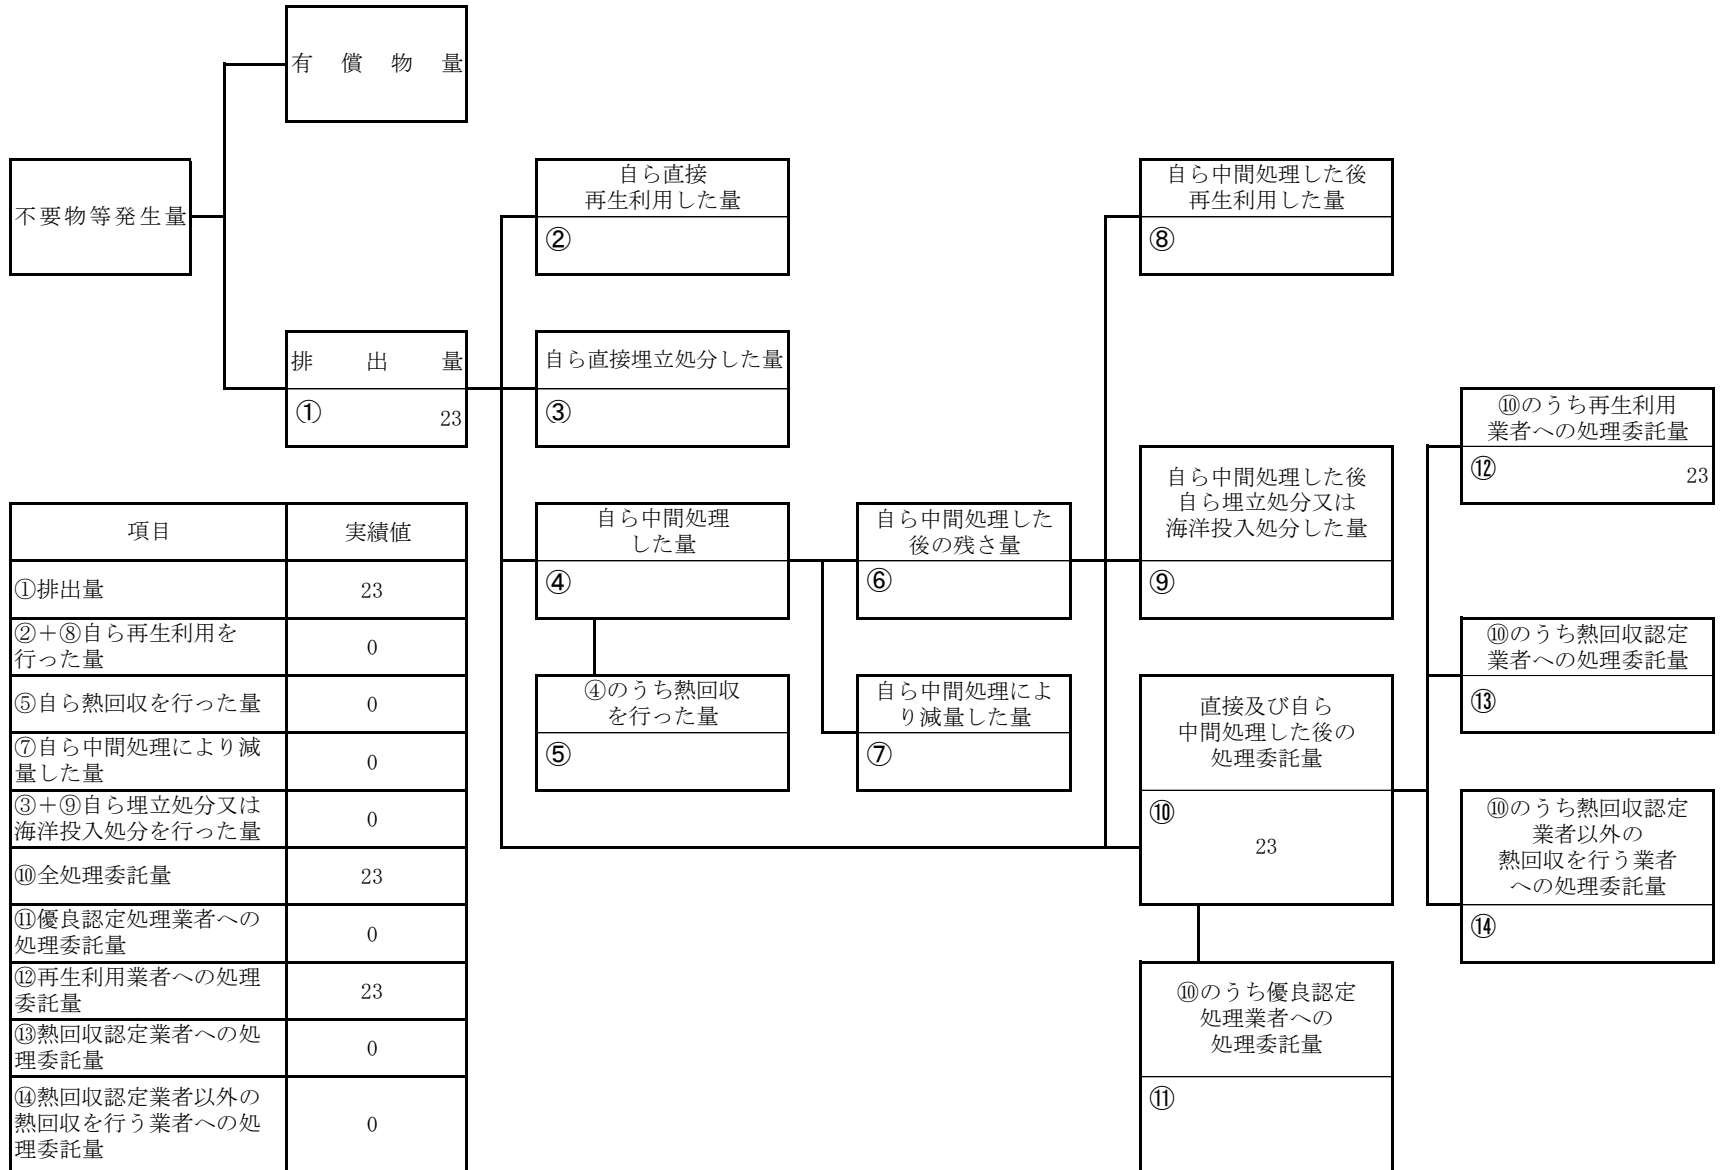 有償物量
不要物等発生量
自ら直接
再生利用した量
②
自ら中間処理した後
再生利用した量
⑧
排出量
① 23
自ら直接埋立処分した量
③
⑩のうち再生利用
業者への処理委託量
⑫ 23
自ら中間処理
した量
④
自ら中間処理した
後の残さ量
⑥
自ら中間処理した後
自ら埋立処分又は
海洋投入処分した量
⑨
④のうち熱回収
を行った量
⑤
自ら中間処理によ
り減量した量
⑦
直接及び自ら
中間処理した後の
処理委託量
⑩
23
⑩のうち熱回収認定
業者への処理委託量
⑬
⑩のうち熱回収認定
業者以外の
熱回収を行う業者
への処理委託量
⑭
⑩のうち優良認定
処理業者への
処理委託量
⑪
項目 実績値
①排出量 23
②＋⑧自ら再生利用を
行った量 0
⑤自ら熱回収を行った量 0
⑦自ら中間処理により減
量した量 0
③＋⑨自ら埋立処分又は
海洋投入処分を行った量 0
⑩全処理委託量 23
⑪優良認定処理業者への
処理委託量 0
⑫再生利用業者への処理
委託量 23
⑬熱回収認定業者への処
理委託量 0
⑭熱回収認定業者以外の
熱回収を行う業者への処
理委託量 0